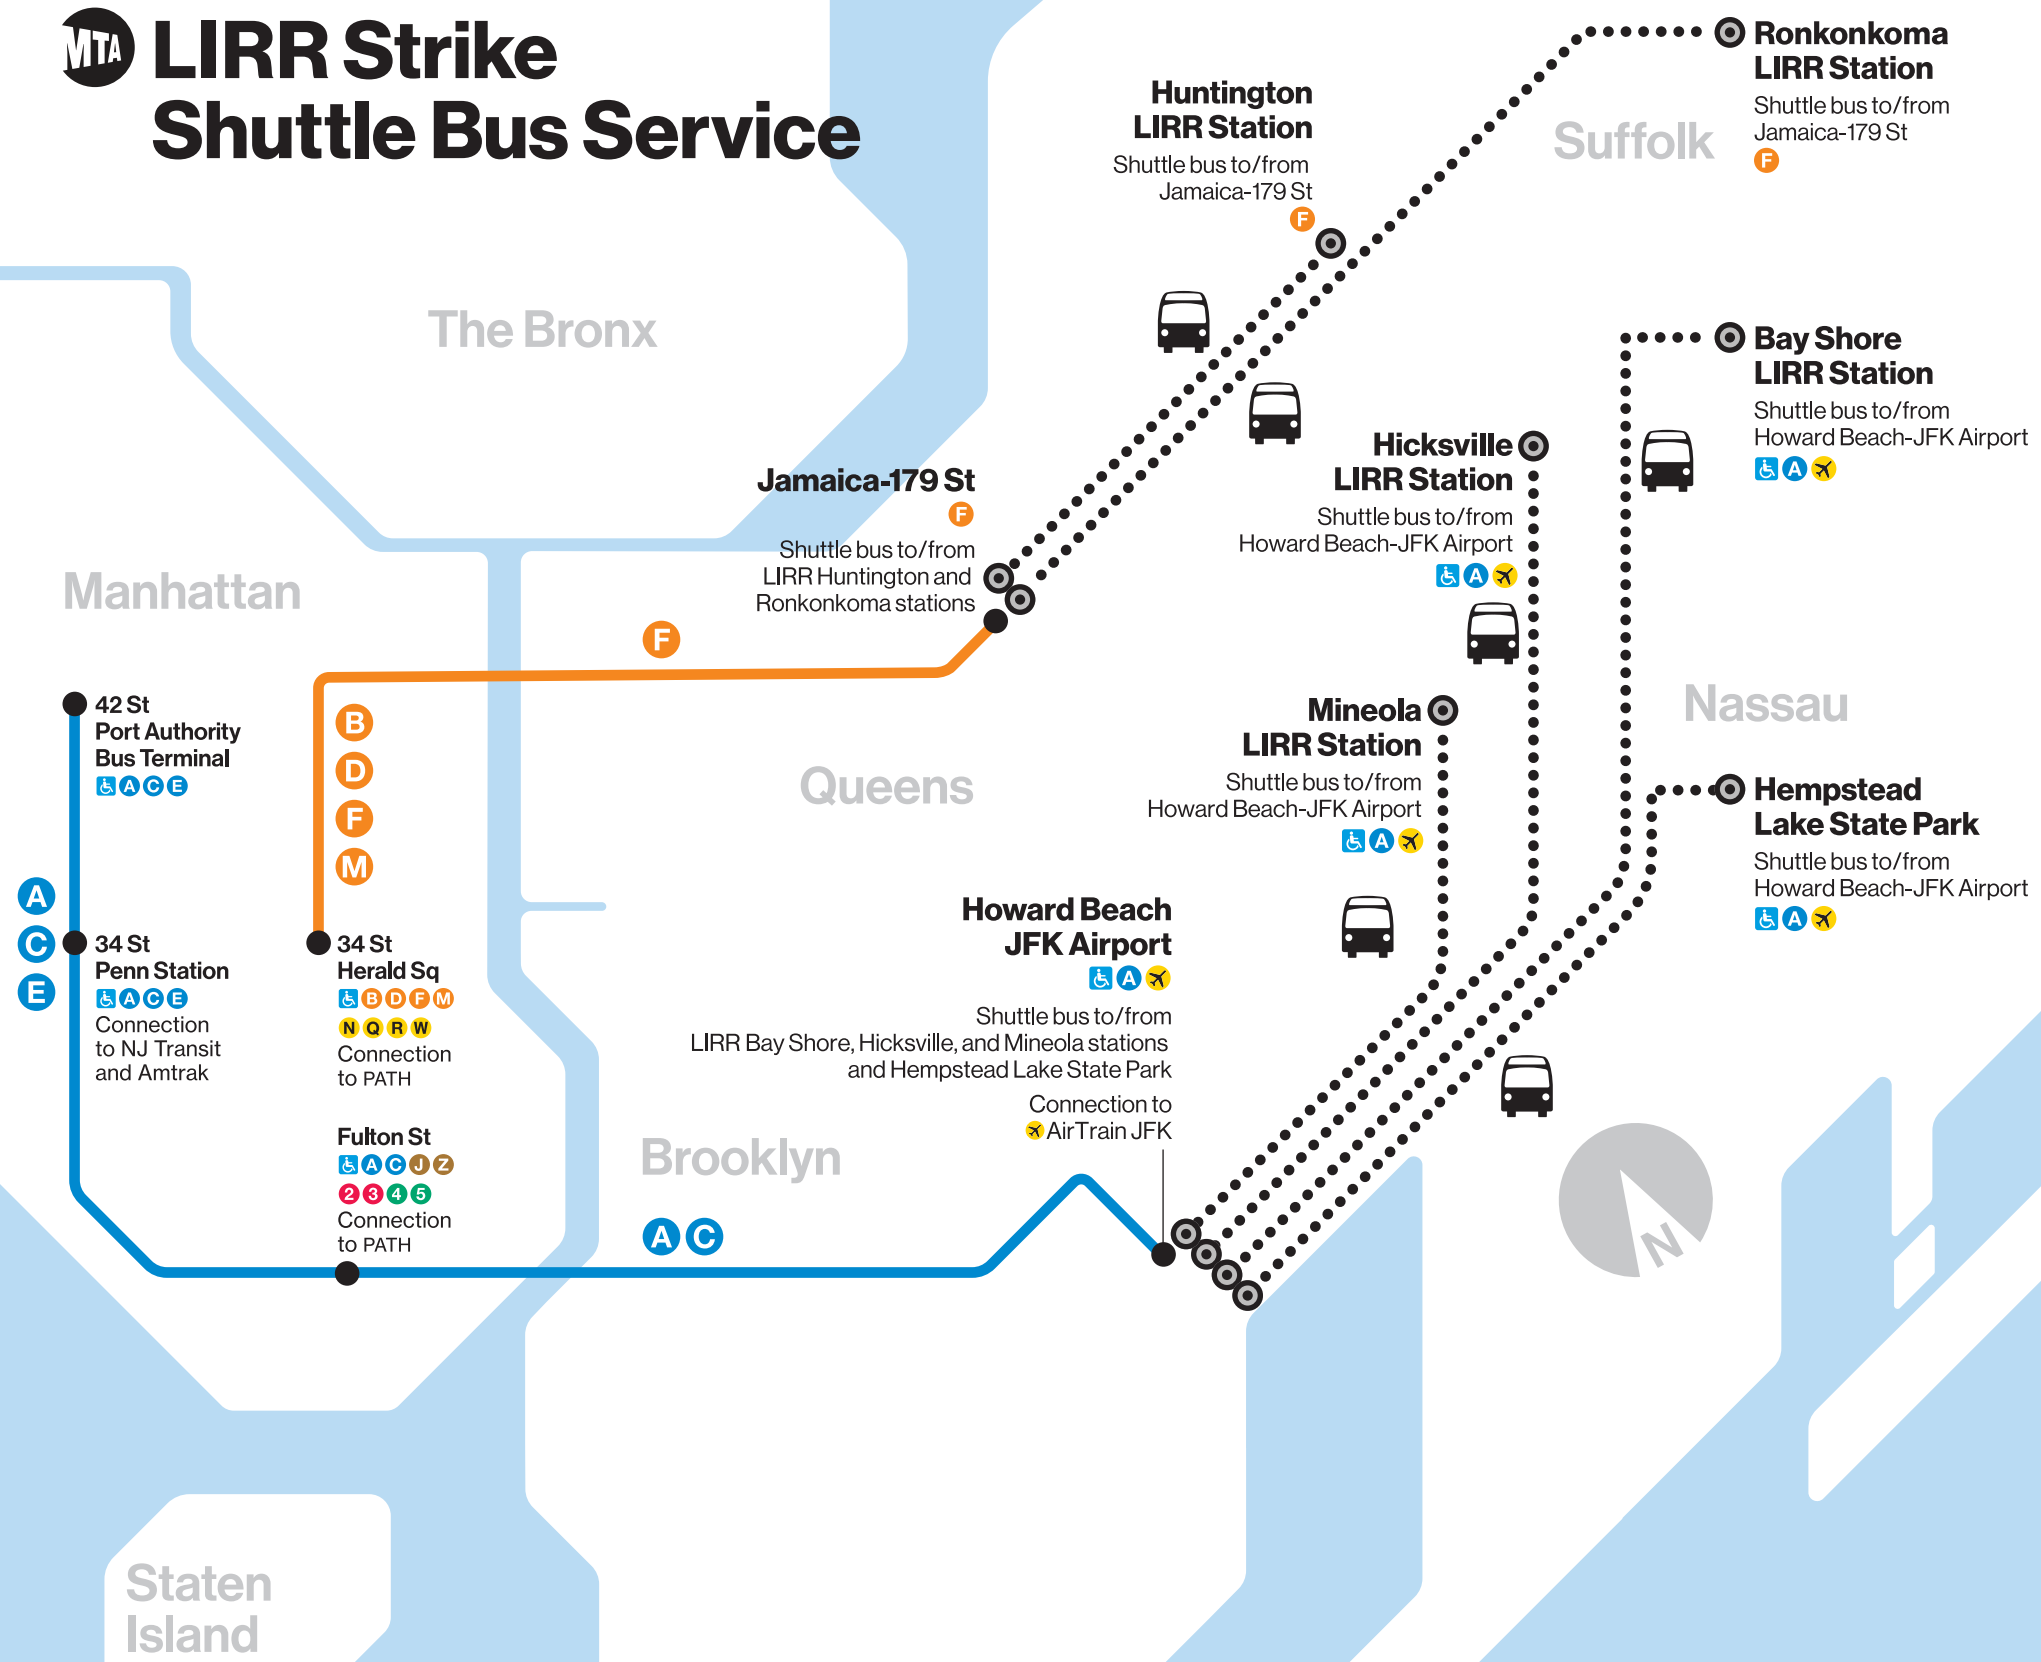 MTA
LIRR Strike
Shuttle Bus Service
Ronkonkoma
LIRR Station
Shuttle bus to/from
Jamaica-179 St
F
Suffolk
Huntington
LIRR Station
Shuttle bus to/from
Jamaica-179 St
F
The Bronx
Bay Shore
LIRR Station
Shuttle bus to/from
Howard Beach-JFK Airport
A
Hicksville
LIRR Station
Shuttle bus to/from
Howard Beach-JFK Airport
A
Jamaica-179 St
F
Shuttle bus to/from
LIRR Huntington and
Ronkonkoma stations
Manhattan
F
42 St
Port Authority
Bus Terminal
A C E
B
D
F
M
Queens
Mineola
LIRR Station
Shuttle bus to/from
Howard Beach-JFK Airport
A
Nassau
Hempstead
Lake State Park
Shuttle bus to/from
Howard Beach-JFK Airport
A
A
C
E
34 St
Penn Station
A C E
Connection
to NJ Transit
and Amtrak
34 St
Herald Sq
B D F M
N Q R W
Connection
to PATH
Howard Beach
JFK Airport
A
Shuttle bus to/from
LIRR Bay Shore, Hicksville, and Mineola stations
and Hempstead Lake State Park
Connection to
AirTrain JFK
Fulton St
A C J Z
2 3 4 5
Connection
to PATH
Brooklyn
A C
N
Staten
Island